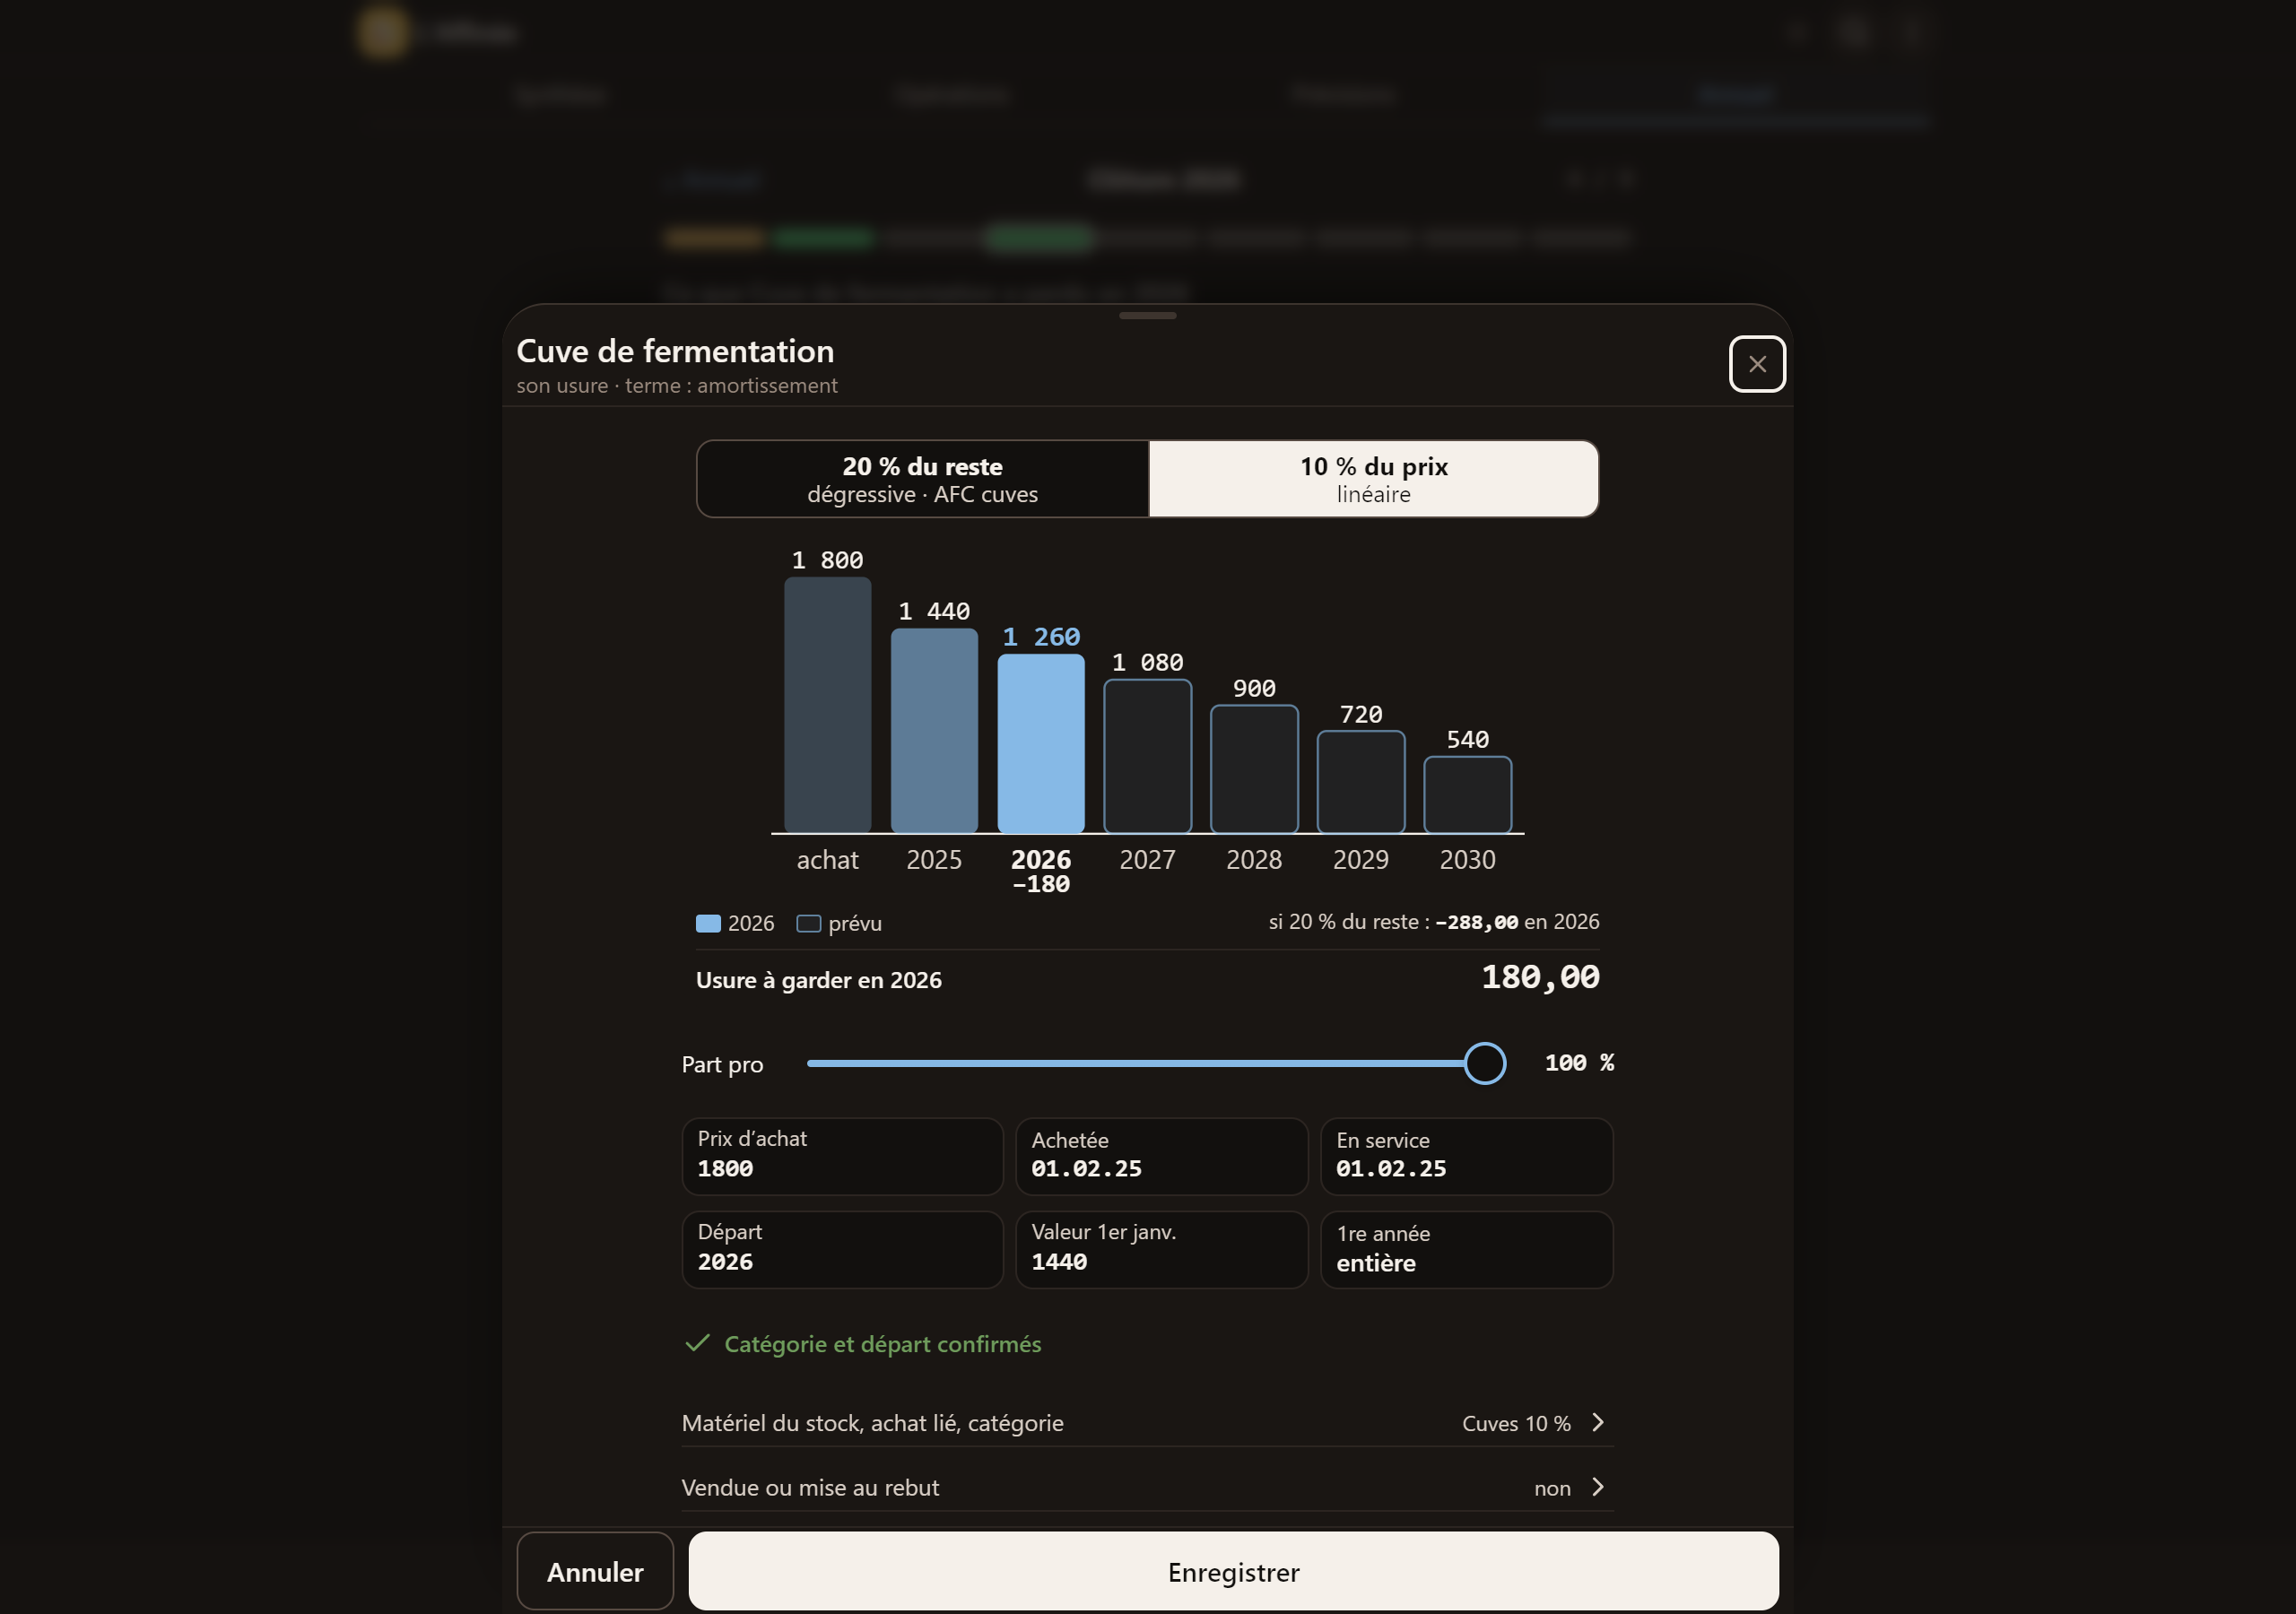 Cuve de fermentation
son usure · terme : amortissement
20 % du reste
dégressive · AFC cuves
10 % du prix
linéaire
1 800
1 440
1 260
1 080
900
720
540
achat
2025
2026
−180
2027
2028
2029
2030
2026
prévu
si 20 % du reste : −288,00 en 2026
Usure à garder en 2026
180,00
Part pro
100 %
Prix d’achat
1800
Achetée
01.02.25
En service
01.02.25
Départ
2026
Valeur 1er janv.
1440
1re année
entière
Catégorie et départ confirmés
Matériel du stock, achat lié, catégorie
Cuves 10 %
Vendue ou mise au rebut
non
Annuler
Enregistrer